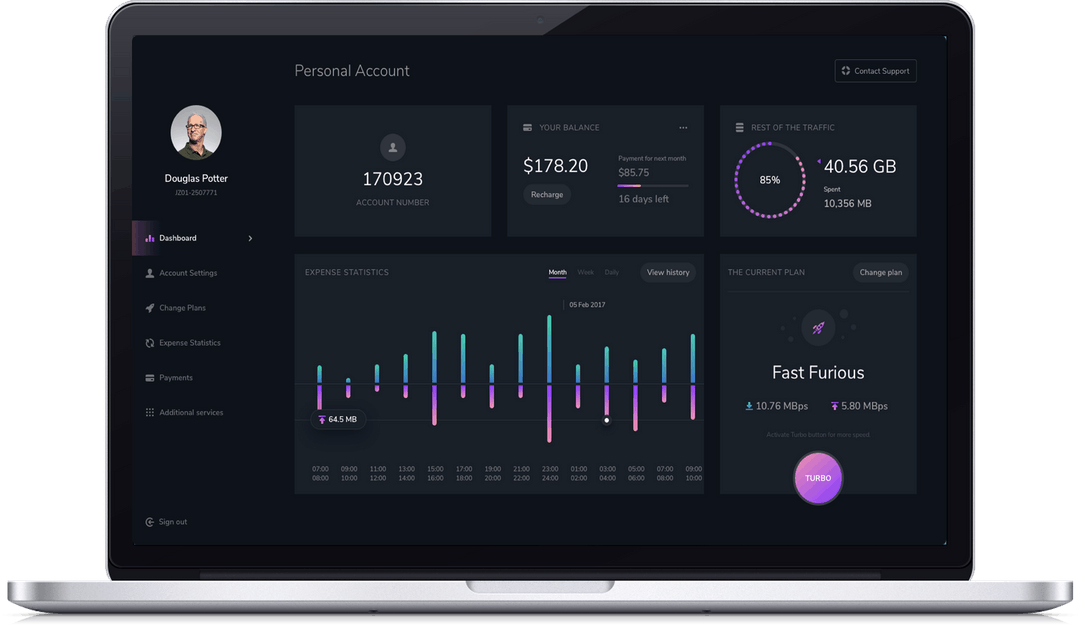 Personal Account
Contact Support
Douglas Potter
JZ01-2507771
Dashboard
Account Settings
Change Plans
Expense Statistics
Payments
Additional services
Sign out
170923
ACCOUNT NUMBER
YOUR BALANCE
$178.20
Recharge
Payment for next month
$85.75
16 days left
REST OF THE TRAFFIC
85%
40.56 GB
Spent
10,356 MB
EXPENSE STATISTICS
Month Week Daily
View history
05 Feb 2017
64.5 MB
07:00 09:00 11:00 13:00 15:00 17:00 19:00 21:00 23:00 01:00 03:00 05:00 07:00 09:00
08:00 10:00 12:00 14:00 16:00 18:00 20:00 22:00 00:00 02:00 04:00 06:00 08:00 10:00
THE CURRENT PLAN
Change plan
Fast Furious
10.76 MBps 5.80 MBps
Activate Turbo button for more speed
TURBO